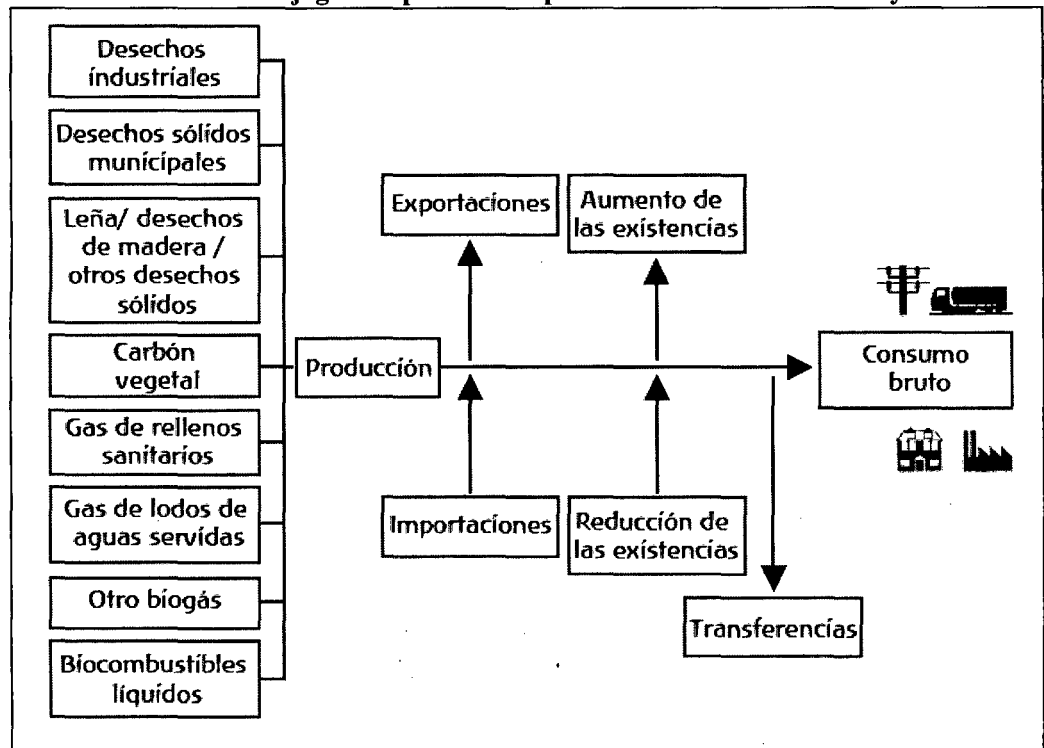 Desechos
industriales
Desechos sólidos
municipales
Leña/ desechos
de madera /
otros desechos
sólidos
Carbón
vegetal
Gas de rellenos
sanitarios
Gas de lodos de
aguas servidas
Otro biogás
Biocombustibles
líquidos
Producción
Exportaciones
Aumento de
las existencias
Importaciones
Reducción de
las existencias
Transferencias
Consumo
bruto